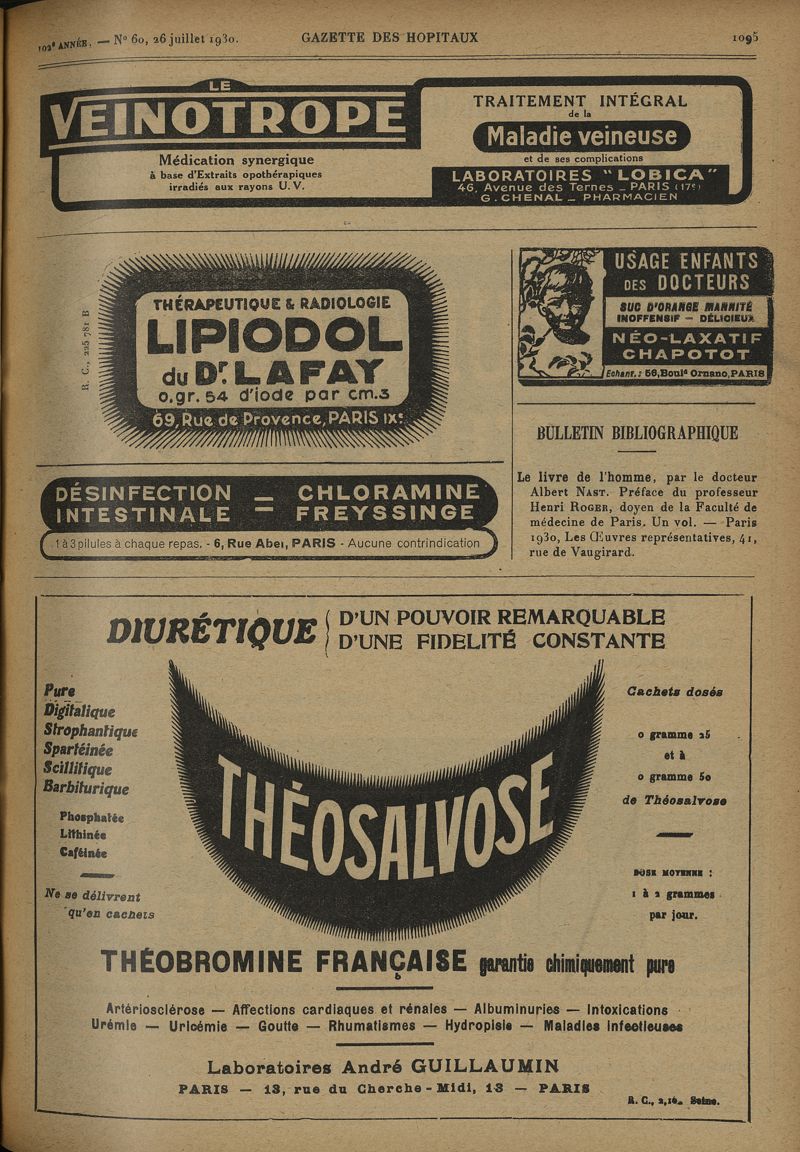 102e ANNÉE. — No 60, 26 juillet 1930.
GAZETTE DES HOPITAUX
1095
LE
VEINOTROPE
Médication synergique
à base d'Extraits opothérapiques
irradiés aux rayons U.V.
TRAITEMENT INTÉGRAL
de la
Maladie veineuse
et de ses complications
LABORATOIRES "LOBICA"
46, Avenue des Ternes _ PARIS (17e)
G. CHENAL _ PHARMACIEN
R. C., 225 781 B
THÉRAPEUTIQUE & RADIOLOGIE
LIPIODOL
du Dr. LAFAY
0.gr. 54 d'iode par cm.3
69, Rue de Provence, PARIS IXe
USAGE ENFANTS
DES DOCTEURS
SUC D'ORANGE MANNITÉ
INOFFENSIF — DÉLICIEUX
NÉO-LAXATIF
CHAPOTOT
Echant.: 56, Bould Ornano, PARIS
DÉSINFECTION = CHLORAMINE
INTESTINALE = FREYSSINGE
1 à 3 pilules à chaque repas. - 6, Rue Abel, PARIS - Aucune contrindication
BULLETIN BIBLIOGRAPHIQUE
Le livre de l'homme, par le docteur
Albert NAST. Préface du professeur
Henri ROGER, doyen de la Faculté de
médecine de Paris. Un vol. — Paris
1930, Les Œuvres représentatives, 41,
rue de Vaugirard.
DIURÉTIQUE { D'UN POUVOIR REMARQUABLE
D'UNE FIDELITÉ CONSTANTE
Pure
Digitalique
Strophantique
Spartéinée
Scillitique
Barbiturique
Phosphatée
Lithinée
Caféinée
Ne se délivrent
qu'en cachets
THÉOSALVOSE
Cachets dosés
0 gramme 25
et à
0 gramme 50
de Théosalvose
DOSE MOYENNE :
1 à 2 grammes
par jour.
THÉOBROMINE FRANÇAISE garantie chimiquement pure
Artériosclérose — Affections cardiaques et rénales — Albuminuries — Intoxications
Urémie — Uricémie — Goutte — Rhumatismes — Hydropisie — Maladies infectieuses
Laboratoires André GUILLAUMIN
PARIS — 13, rue du Cherche-Midi, 13 — PARIS
R. C., 2,14. Seine.